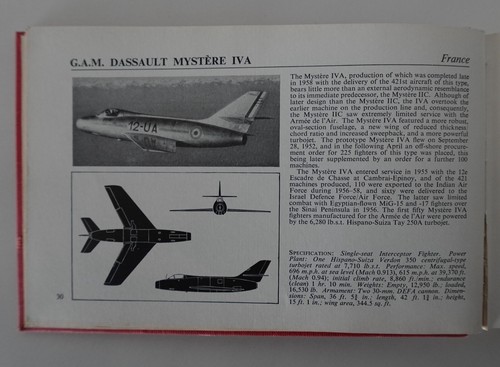 G.A.M. DASSAULT MYSTÈRE IVA
France
12-UA
The Mystère IVA, production of which was completed late
in 1958 with the delivery of the 421st aircraft of this type,
bears little more than an external aerodynamic resemblance
to its immediate predecessor, the Mystère IIC. Although of
later design than the Mystère IIC, the IVA overtook the
earlier machine on the production line and, consequently,
the Mystère IIC saw extremely limited service with the
Armée de l'Air. The Mystère IVA featured a more robust,
oval-section fuselage, a new wing of reduced thickness/
chord ratio and increased sweepback, and a more powerful
turbojet. The prototype Mystère IVA flew on September
28, 1952, and in the following April an off-shore procure-
ment order for 225 fighters of this type was placed, this
being later supplemented by an order for a further 100
machines.
The Mystère IVA entered service in 1955 with the 12e
Escadre de Chasse at Cambrai-Epinoy, and of the 421
machines produced, 110 were exported to the Indian Air
Force during 1956-58, and sixty were delivered to the
Israel Defence Force/Air Force. The latter saw limited
combat with Egyptian-flown MiG-15 and -17 fighters over
the Sinai Peninsula in 1956. The first fifty Mystère IVA
fighters manufactured for the Armée de l'Air were powered
by the 6,280 lb.s.t. Hispano-Suiza Tay 250A turbojet.
SPECIFICATION: Single-seat Interceptor Fighter. Power
Plant: One Hispano-Suiza Verdon 350 centrifugal-type
turbojet rated at 7,710 lb.s.t. Performance: Max. speed,
696 m.p.h. at sea level (Mach 0.913), 615 m.p.h. at 39,370 ft.
(Mach 0.94); initial climb rate, 8,860 ft./min.; endurance
(clean) 1 hr. 10 min. Weights: Empty, 12,950 lb.; loaded,
16,530 lb. Armament: Two 30-mm. DEFA cannon. Dimen-
sions: Span, 36 ft. 5¾ in.; length, 42 ft. 1¾ in.; height,
15 ft. 1 in.; wing area, 344.5 sq. ft.
30